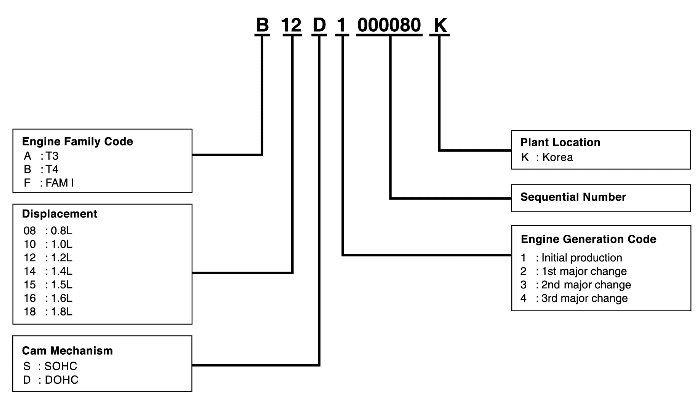 B 12 D 1 000080 K
Engine Family Code
A : T3
B : T4
F : FAM I
Displacement
08 : 0.8L
10 : 1.0L
12 : 1.2L
14 : 1.4L
15 : 1.5L
16 : 1.6L
18 : 1.8L
Cam Mechanism
S : SOHC
D : DOHC
Plant Location
K : Korea
Sequential Number
Engine Generation Code
1 : Initial production
2 : 1st major change
3 : 2nd major change
4 : 3rd major change